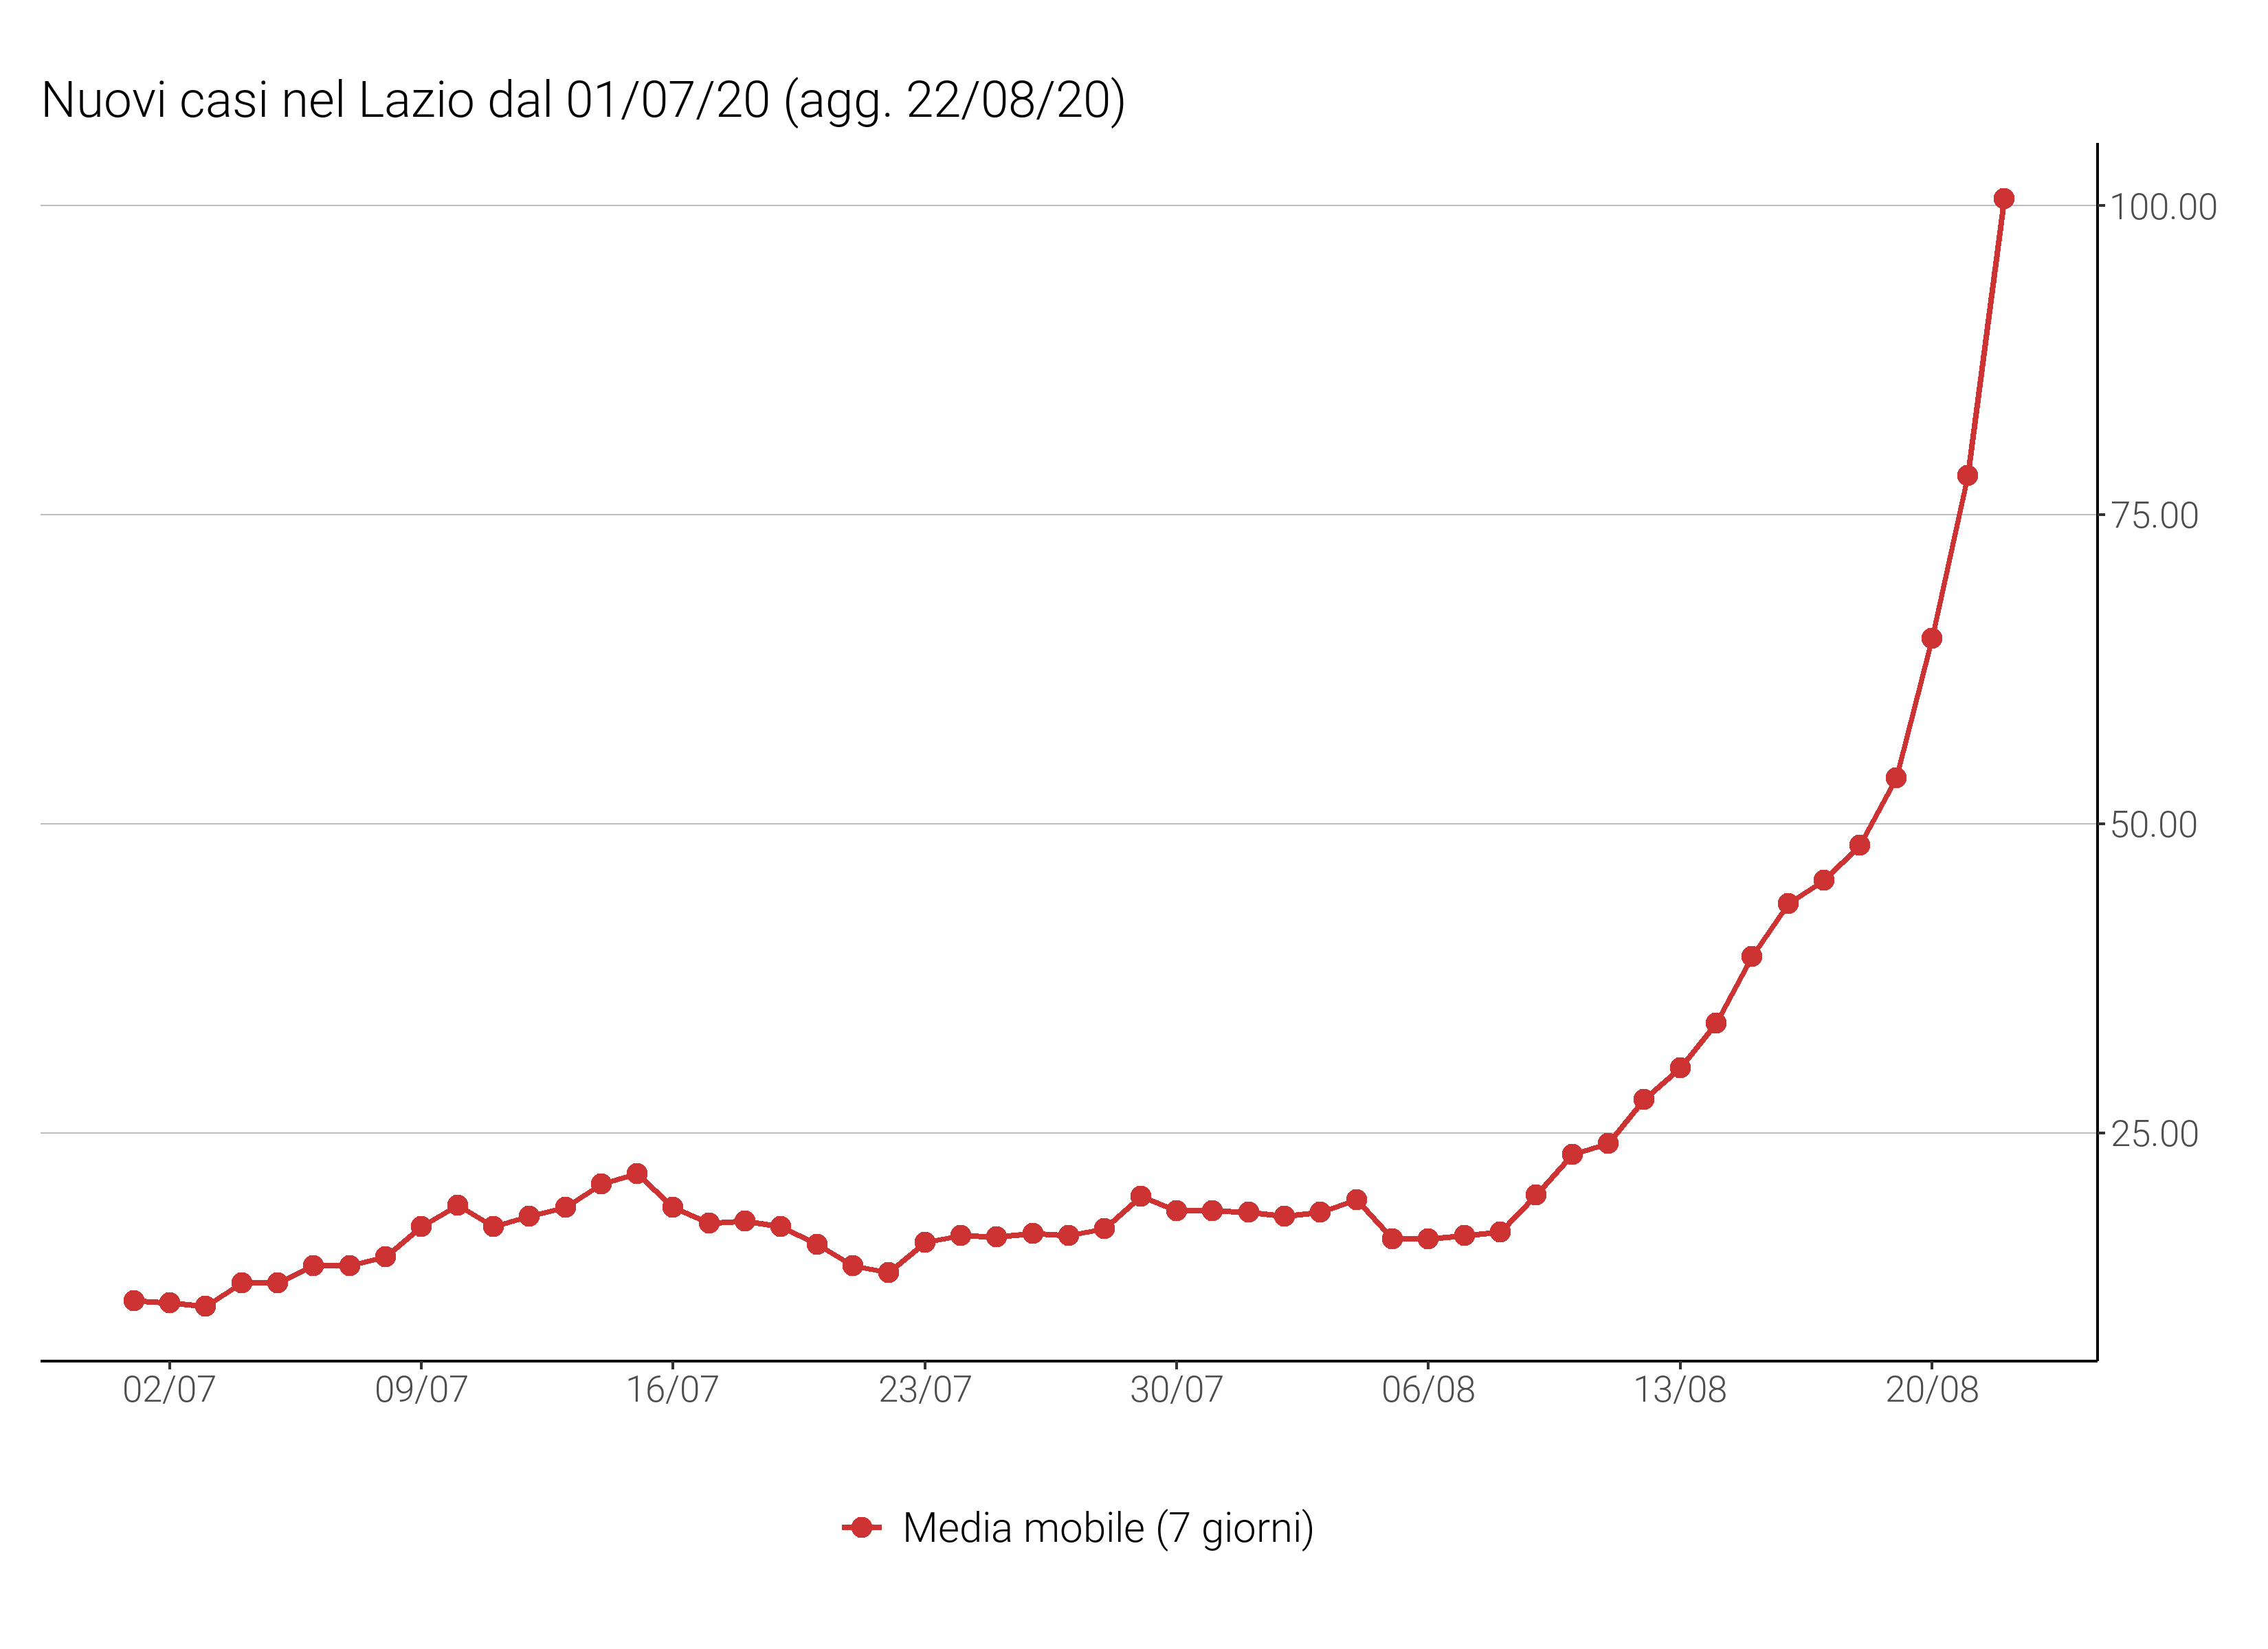 Nuovi casi nel Lazio dal 01/07/20 (agg. 22/08/20)
100.00
75.00
50.00
25.00
02/07 09/07 16/07 23/07 30/07 06/08 13/08 20/08
Media mobile (7 giorni)